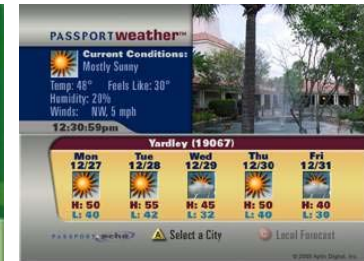 PASSPORT weather™
Current Conditions:
Mostly Sunny
Temp: 46° Feels Like: 30°
Humidity: 20%
Winds: NW, 5 mph
12:30:59pm
Yardley (19067)
Mon Tue Wed Thu Fri
12/27 12/28 12/29 12/30 12/31
H: 50 H: 55 H: 45 H: 50 H: 40
L: 40 L: 42 L: 32 L: 40 L: 30
PASSPORT echo A Select a City Local Forecast